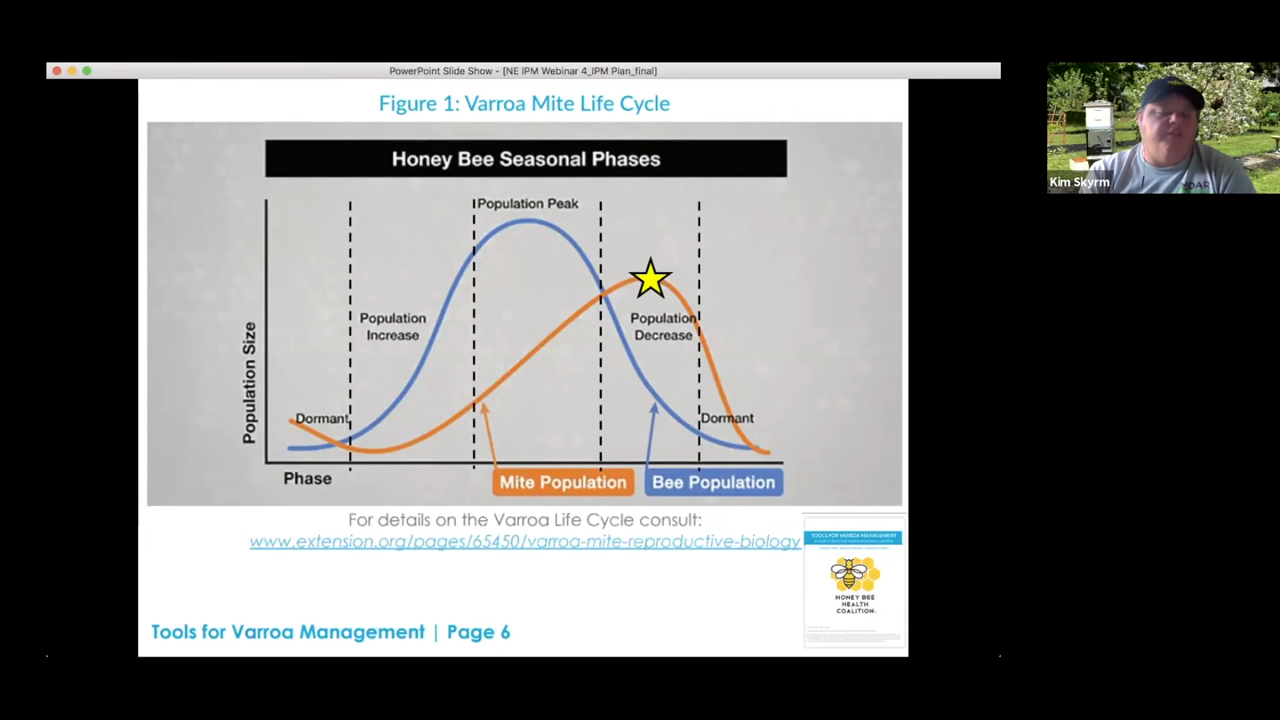 PowerPoint Slide Show - [NE IPM Webinar 4_IPM Plan_final]
Figure 1: Varroa Mite Life Cycle
Honey Bee Seasonal Phases
Population Peak
Population
Increase
Population
Decrease
Dormant
Dormant
Population Size
Phase
Mite Population
Bee Population
For details on the Varroa Life Cycle consult:
www.extension.org/pages/65450/varroa-mite-reproductive-biology
TOOLS FOR VARROA MANAGEMENT
HONEY BEE
HEALTH
COALITION
Tools for Varroa Management | Page 6
Kim Skyrm